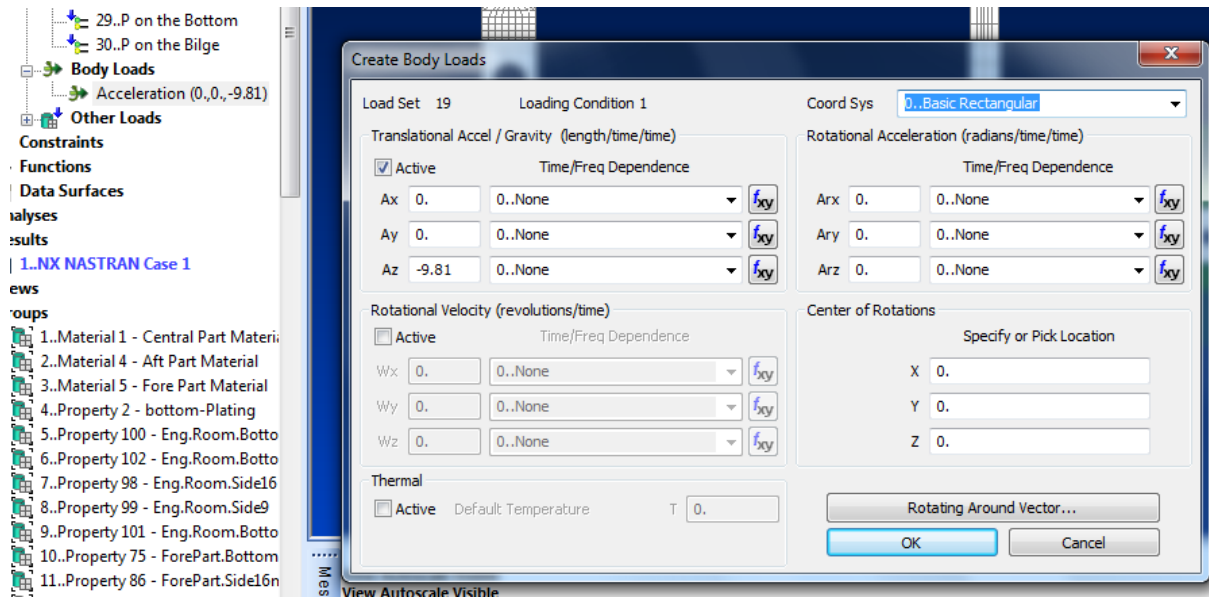 29..P on the Bottom
30..P on the Bilge
Body Loads
Acceleration (0.,0.,-9.81)
Other Loads
Constraints
Functions
Data Surfaces
nalyses
esults
1..NX NASTRAN Case 1
ews
roups
1..Material 1 - Central Part Materi
2..Material 4 - Aft Part Material
3..Material 5 - Fore Part Material
4..Property 2 - bottom-Plating
5..Property 100 - Eng.Room.Botto
6..Property 102 - Eng.Room.Botto
7..Property 98 - Eng.Room.Side16
8..Property 99 - Eng.Room.Side9
9..Property 101 - Eng.Room.Botto
10..Property 75 - ForePart.Bottom
11..Property 86 - ForePart.Side16n
Mes
Create Body Loads
X
Load Set 19 Loading Condition 1 Coord Sys 0..Basic Rectangular
Translational Accel / Gravity (length/time/time)
Active Time/Freq Dependence
Ax 0. 0..None fxy
Ay 0. 0..None fxy
Az -9.81 0..None fxy
Rotational Acceleration (radians/time/time)
Time/Freq Dependence
Arx 0. 0..None fxy
Ary 0. 0..None fxy
Arz 0. 0..None fxy
Rotational Velocity (revolutions/time)
Active Time/Freq Dependence
Wx 0. 0..None fxy
Wy 0. 0..None fxy
Wz 0. 0..None fxy
Center of Rotations
Specify or Pick Location
X 0.
Y 0.
Z 0.
Thermal
Active Default Temperature T 0.
Rotating Around Vector...
OK Cancel
View Autoscale Visible